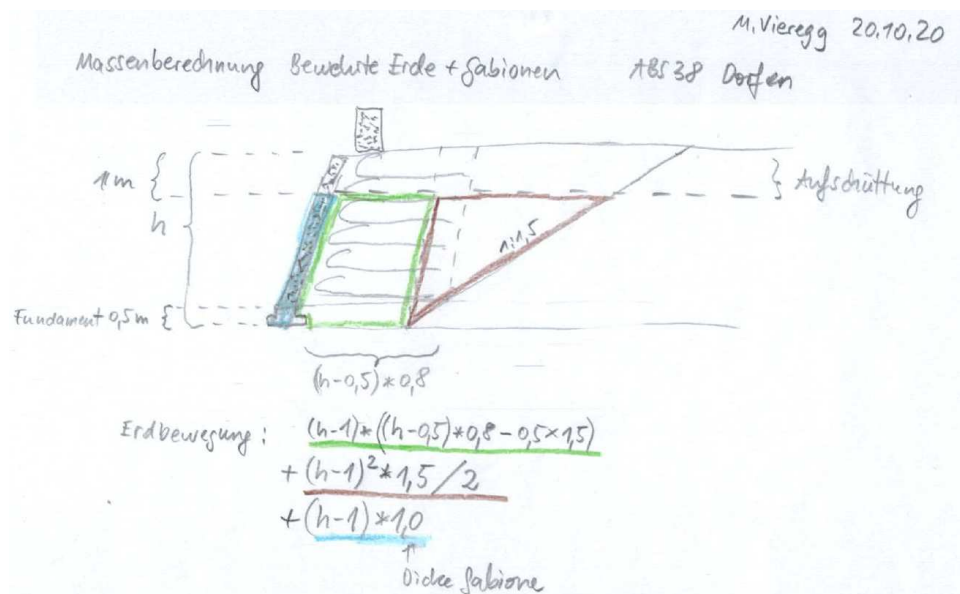 M. Vieregg 20.10.20
Massenberechnung Bewehrte Erde + Gabionen ABS 38 Dorfen
1m
h
Aufschüttung
1:1,5
Fundament 0,5m
(h-0,5)*0,8
Erdbewegung: (h-1)*((h-0,5)*0,8-0,5×1,5)
+(h-1)²*1,5/2
+(h-1)*1,0
Dicke Gabione